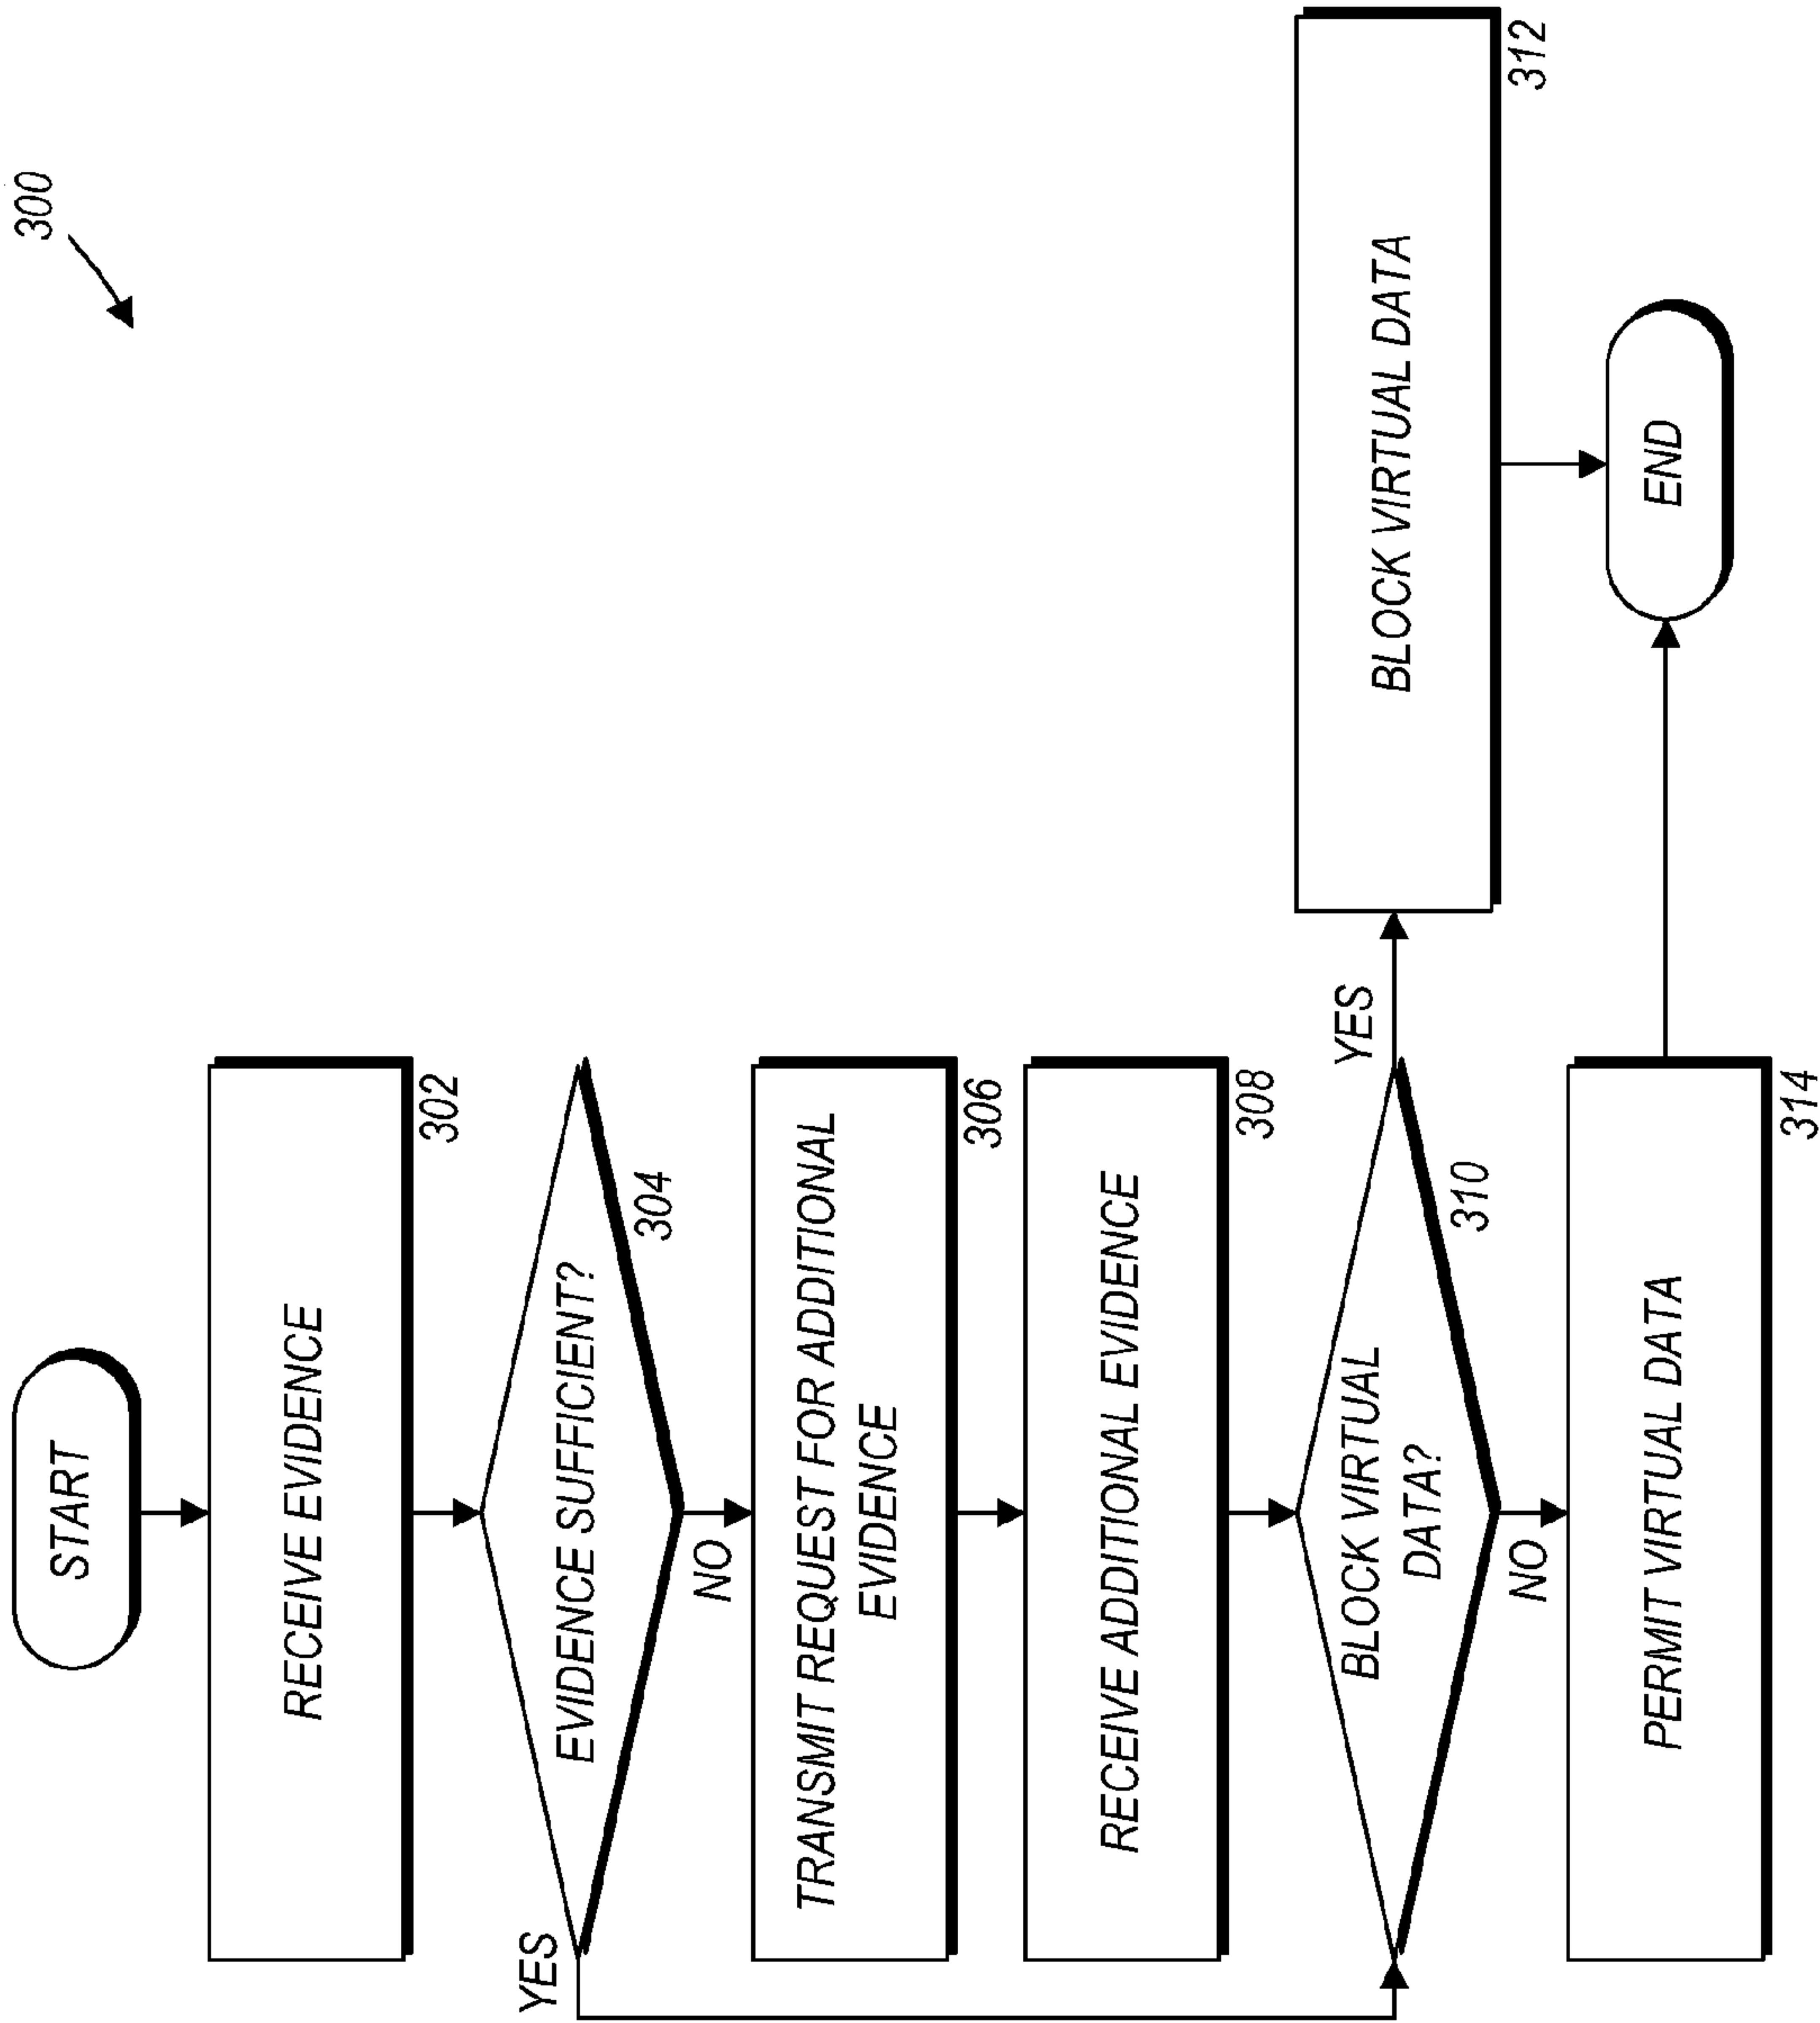 300
START
RECEIVE EVIDENCE
302
EVIDENCE SUFFICIENT?
304
YES
NO
TRANSMIT REQUEST FOR ADDITIONAL
EVIDENCE
306
RECEIVE ADDITIONAL EVIDENCE
308
BLOCK VIRTUAL
DATA?
310
YES
NO
BLOCK VIRTUAL DATA
312
PERMIT VIRTUAL DATA
314
END